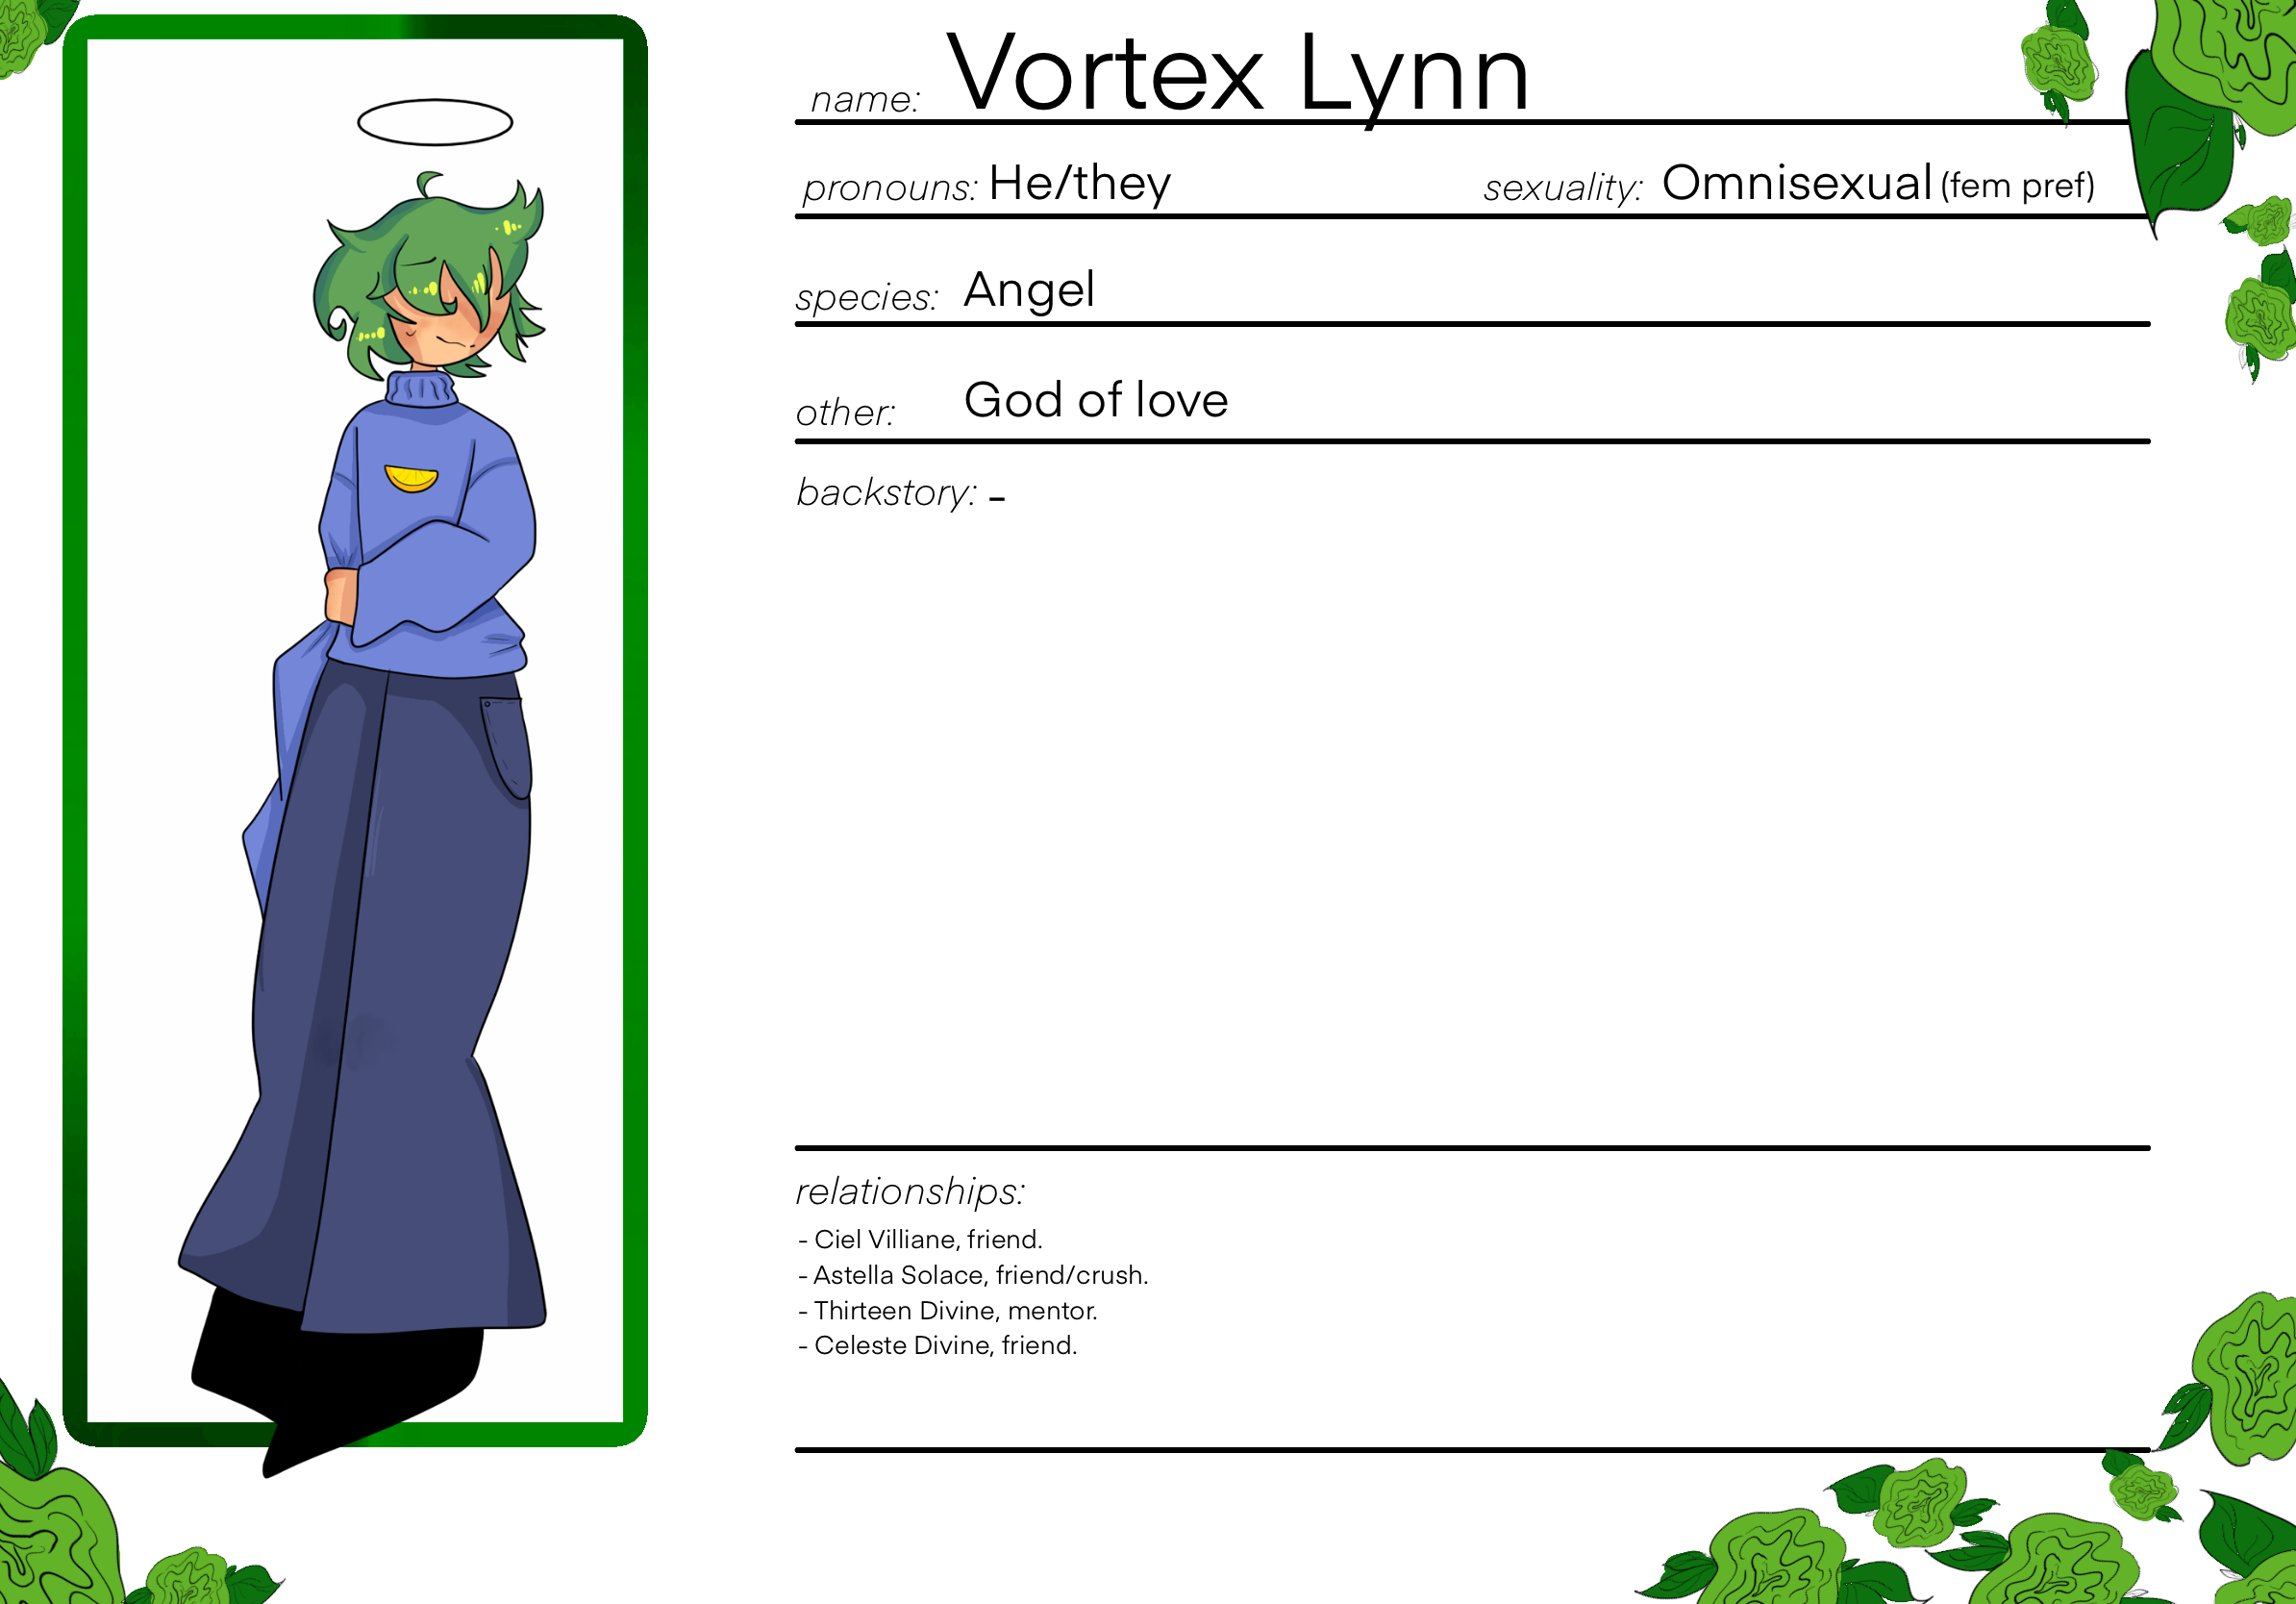 name: Vortex Lynn
pronouns: He/they sexuality: Omnisexual (fem pref)
species: Angel
other: God of love
backstory: -
relationships:
- Ciel Villiane, friend.
- Astella Solace, friend/crush.
- Thirteen Divine, mentor.
- Celeste Divine, friend.